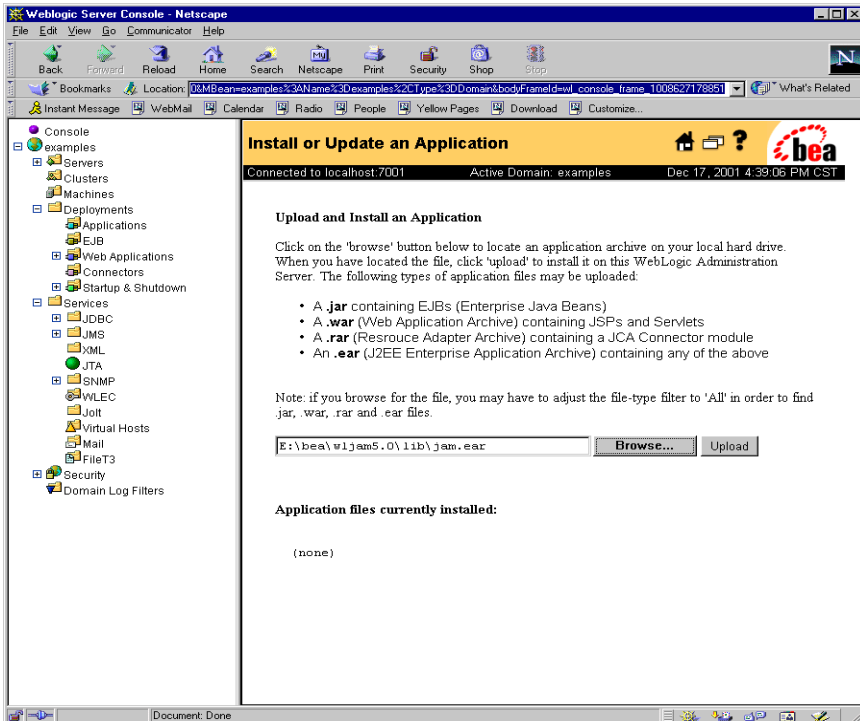 Weblogic Server Console - Netscape
File Edit View Go Communicator Help
Back Forward Reload Home Search Netscape Print Security Shop Stop
Bookmarks Location: 0&MBean=examples%3AName%3Dexamples%2CType%3DDomain&bodyFrameId=wl_console_frame_1008627178851 What's Related
Instant Message WebMail Calendar Radio People Yellow Pages Download Customize...
Console
examples
Servers
Clusters
Machines
Deployments
Applications
EJB
Web Applications
Connectors
Startup & Shutdown
Services
JDBC
JMS
XML
JTA
SNMP
WLEC
Jolt
Virtual Hosts
Mail
FileT3
Security
Domain Log Filters
Install or Update an Application
bea
Connected to localhost:7001 Active Domain: examples Dec 17, 2001 4:39:06 PM CST
Upload and Install an Application
Click on the 'browse' button below to locate an application archive on your local hard drive.
When you have located the file, click 'upload' to install it on this WebLogic Administration
Server. The following types of application files may be uploaded:
• A .jar containing EJBs (Enterprise Java Beans)
• A .war (Web Application Archive) containing JSPs and Servlets
• A .rar (Resrouce Adapter Archive) containing a JCA Connector module
• An .ear (J2EE Enterprise Application Archive) containing any of the above
Note: if you browse for the file, you may have to adjust the file-type filter to 'All' in order to find
.jar, .war, .rar and .ear files.
E:\bea\wljam5.0\lib\jam.ear Browse... Upload
Application files currently installed:
(none)
Document: Done